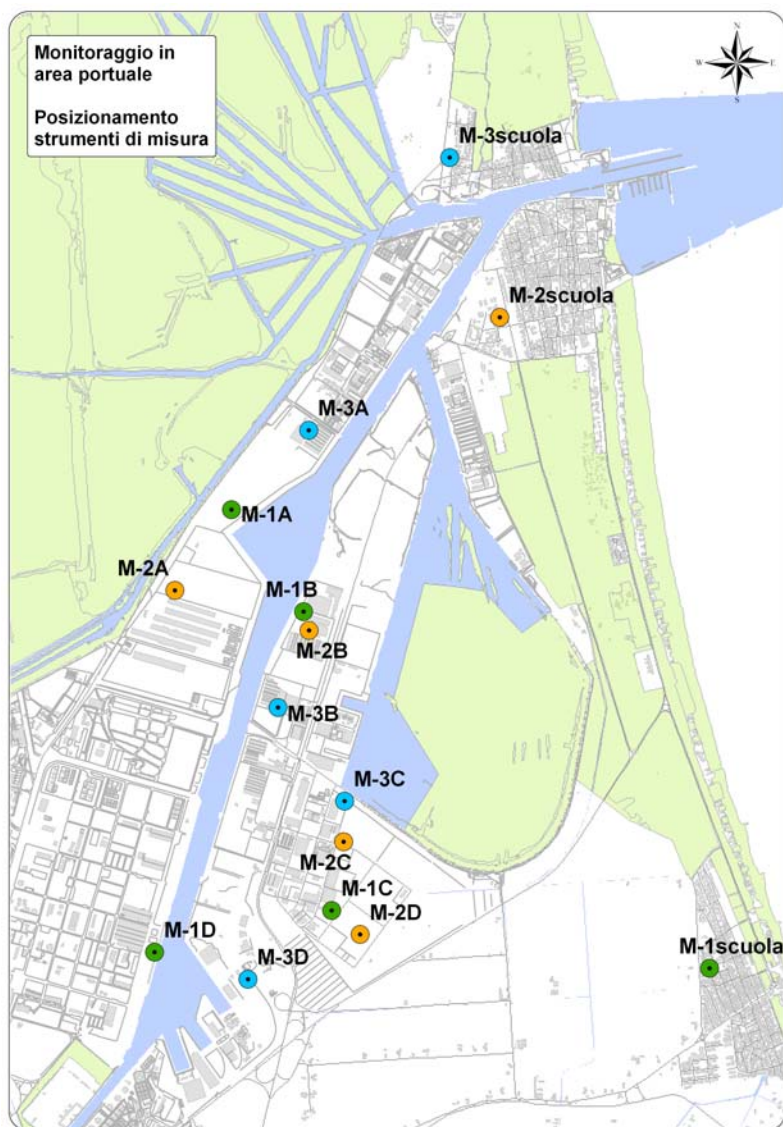 Monitoraggio in
area portuale
Posizionamento
strumenti di misura
N
W
E
S
M-3scuola
M-2scuola
M-3A
M-1A
M-2A
M-1B
M-2B
M-3B
M-3C
M-2C
M-1C
M-2D
M-1D
M-3D
M-1scuola